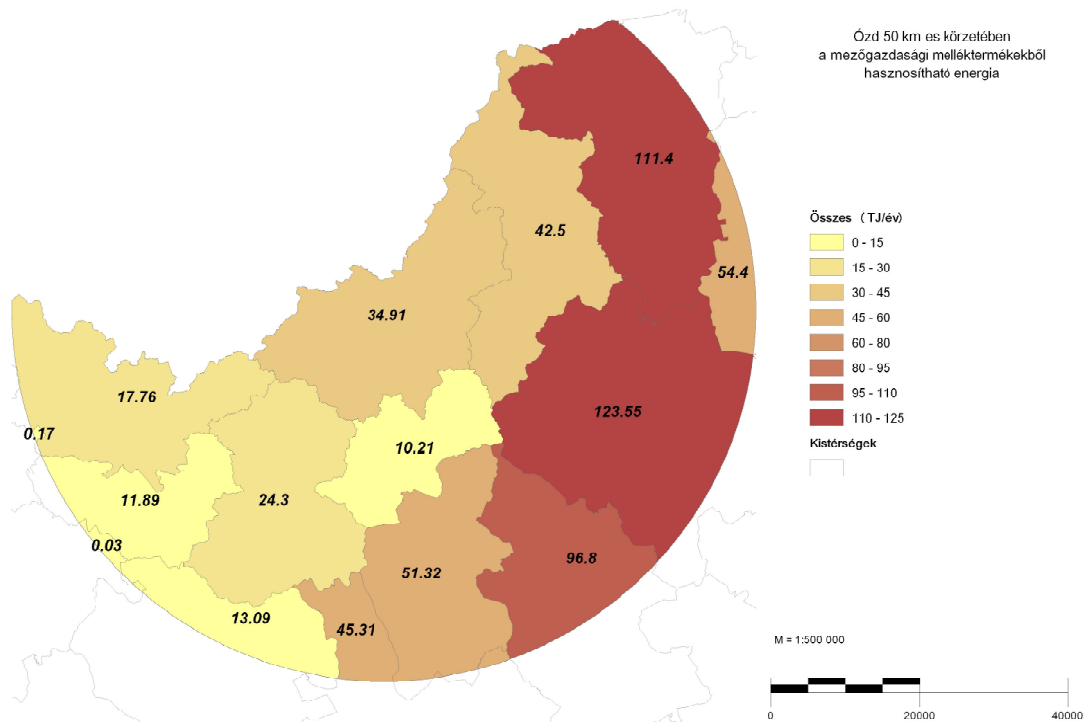 Ózd 50 km es körzetében
a mezőgazdasági melléktermékekből
hasznosítható energia
111.4
42.5
54.4
34.91
17.76
123.55
0.17
10.21
11.89
24.3
0.03
96.8
51.32
13.09
45.31
Összes ( TJ/év)
0 - 15
15 - 30
30 - 45
45 - 60
60 - 80
80 - 95
95 - 110
110 - 125
Kistérségek
M = 1:500 000
0 20000 40000